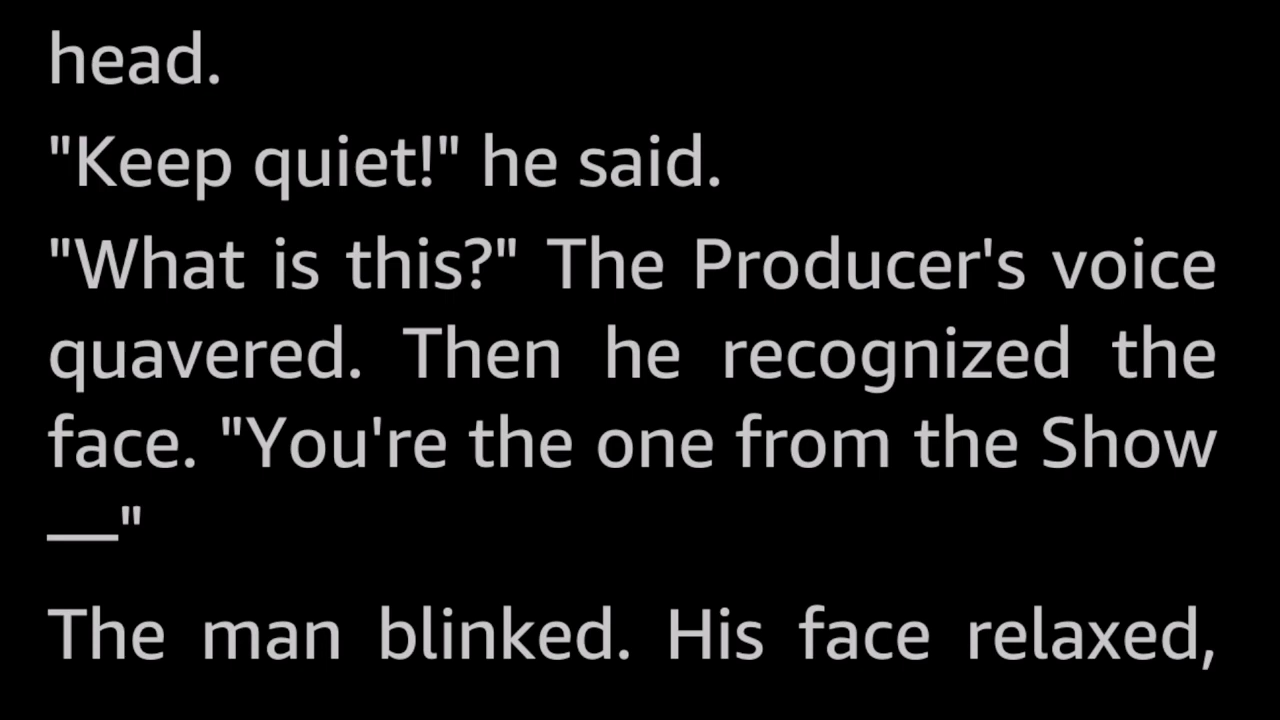 head.
"Keep quiet!" he said.
"What is this?" The Producer's voice
quavered. Then he recognized the
face. "You're the one from the Show
—"
The man blinked. His face relaxed,